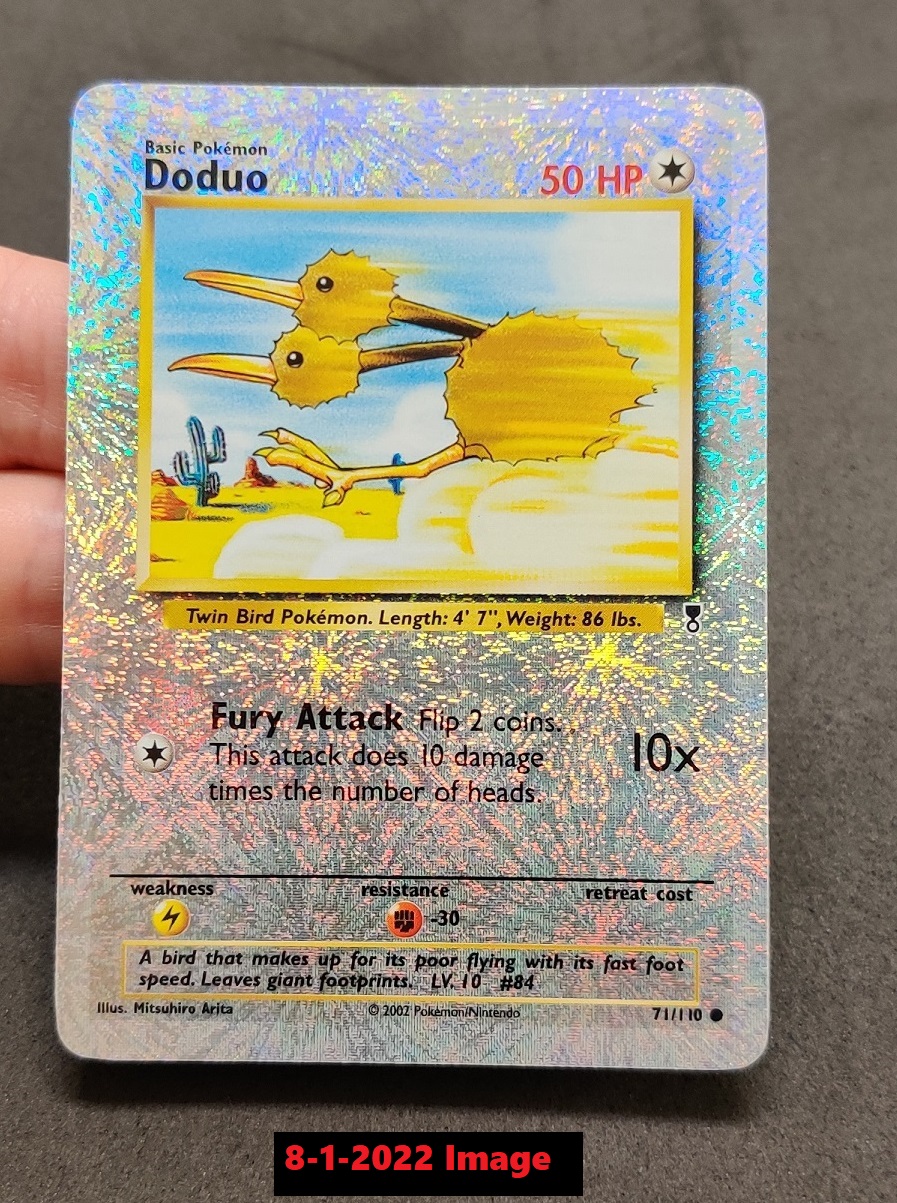 Basic Pokémon
Doduo 50 HP
Twin Bird Pokémon. Length: 4' 7", Weight: 86 lbs.
Fury Attack Flip 2 coins.
This attack does 10 damage
times the number of heads.
10x
weakness resistance retreat cost
-30
A bird that makes up for its poor flying with its fast foot
speed. Leaves giant footprints. LV. 10 #84
Illus. Mitsuhiro Arita © 2002 Pokémon/Nintendo 71/110
8-1-2022 Image